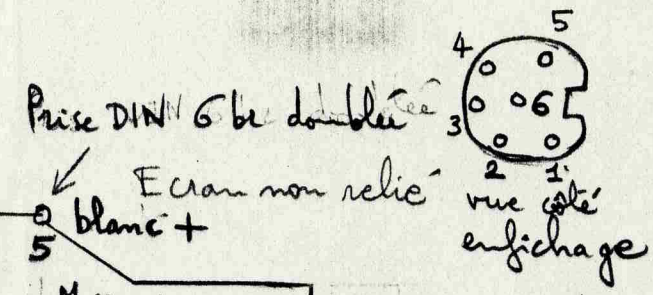 Prise DIN 6 br doublée
Ecran non relié
5 blanc +
4 5
3 6
2 1
vue côté
enfichage